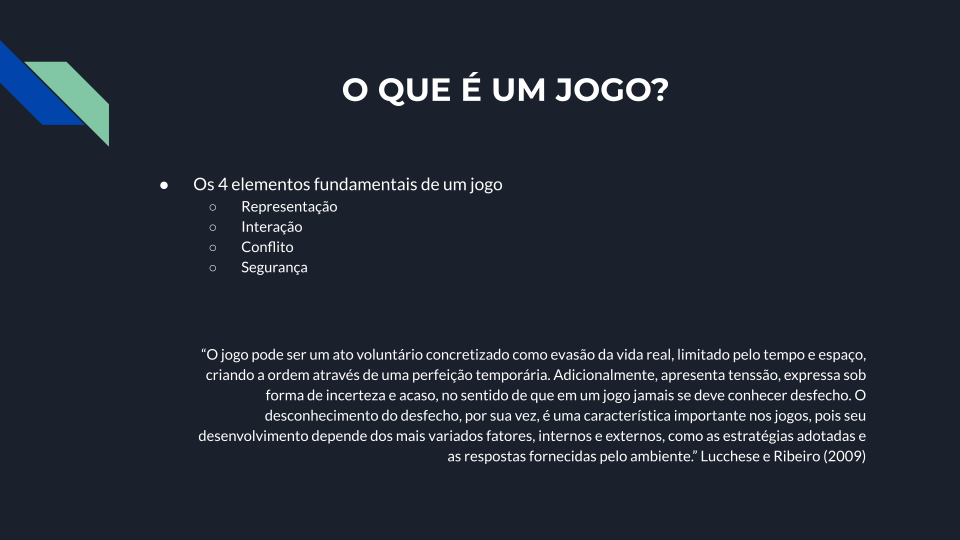 O QUE É UM JOGO?
● Os 4 elementos fundamentais de um jogo
○ Representação
○ Interação
○ Conflito
○ Segurança
“O jogo pode ser um ato voluntário concretizado como evasão da vida real, limitado pelo tempo e espaço,
criando a ordem através de uma perfeição temporária. Adicionalmente, apresenta tenssão, expressa sob
forma de incerteza e acaso, no sentido de que em um jogo jamais se deve conhecer desfecho. O
desconhecimento do desfecho, por sua vez, é uma característica importante nos jogos, pois seu
desenvolvimento depende dos mais variados fatores, internos e externos, como as estratégias adotadas e
as respostas fornecidas pelo ambiente.” Lucchese e Ribeiro (2009)